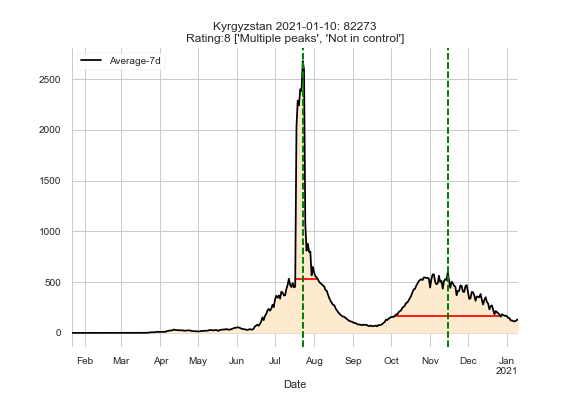 Kyrgyzstan 2021-01-10: 82273
Rating:8 ['Multiple peaks', 'Not in control']
Average-7d
2500
2000
1500
1000
500
0
Feb Mar Apr May Jun Jul Aug Sep Oct Nov Dec Jan
2021
Date